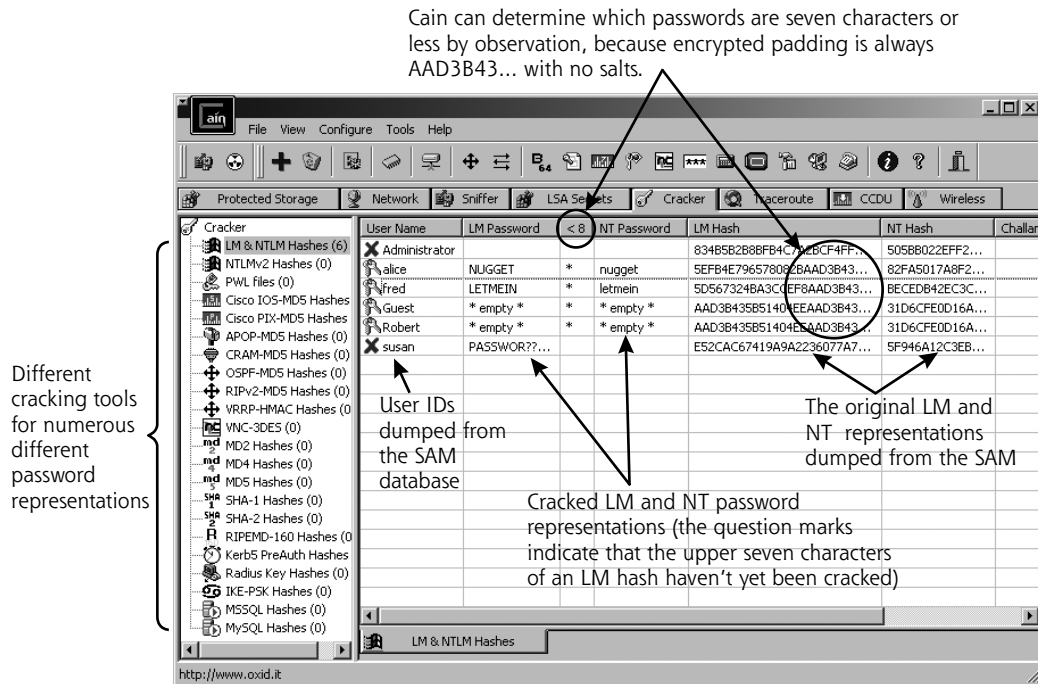 Cain can determine which passwords are seven characters or
less by observation, because encrypted padding is always
AAD3B43... with no salts.
ain
File View Configure Tools Help
B64
nc
***
Protected Storage Network Sniffer LSA Secrets Cracker Traceroute CCDU Wireless
Cracker
LM & NTLM Hashes (6)
NTLMv2 Hashes (0)
PWL files (0)
Cisco IOS-MD5 Hashes
Cisco PIX-MD5 Hashes
APOP-MD5 Hashes (0)
CRAM-MD5 Hashes (0)
OSPF-MD5 Hashes (0)
RIPv2-MD5 Hashes (0)
VRRP-HMAC Hashes (0
VNC-3DES (0)
MD2 Hashes (0)
MD4 Hashes (0)
MD5 Hashes (0)
SHA-1 Hashes (0)
SHA-2 Hashes (0)
RIPEMD-160 Hashes (0
Kerb5 PreAuth Hashes
Radius Key Hashes (0)
IKE-PSK Hashes (0)
MSSQL Hashes (0)
MySQL Hashes (0)
User Name LM Password < 8 NT Password LM Hash NT Hash Challar
Administrator 505BB022EFF2...
alice NUGGET * nugget 82FA5017A8F2...
fred LETMEIN * letmein BECEDB42EC3C...
Guest * empty * * * empty * AAD3B435B51404EEAAD3B43... 31D6CFE0D16A...
Robert * empty * * * empty * AAD3B435B51404EEAAD3B43... 31D6CFE0D16A...
susan PASSWOR??... E52CAC67419A9A2236077A7... 5F946A12C3EB...
Different
cracking tools
for numerous
different
password
representations
User IDs
dumped from
the SAM
database
The original LM and
NT representations
dumped from the SAM
Cracked LM and NT password
representations (the question marks
indicate that the upper seven characters
of an LM hash haven't yet been cracked)
LM & NTLM Hashes
http://www.oxid.it